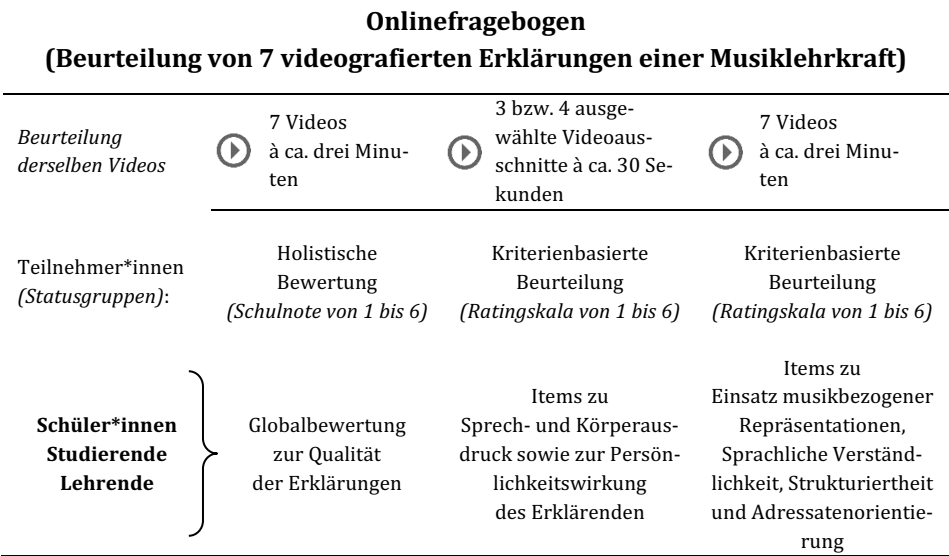 Onlinefragebogen
(Beurteilung von 7 videografierten Erklärungen einer Musiklehrkraft)
Beurteilung
derselben Videos
7 Videos
à ca. drei Minu-
ten
3 bzw. 4 ausge-
wählte Videoaus-
schnitte à ca. 30 Se-
kunden
7 Videos
à ca. drei Minu-
ten
Teilnehmer*innen
(Statusgruppen):
Holistische
Bewertung
(Schulnote von 1 bis 6)
Kriterienbasierte
Beurteilung
(Ratingskala von 1 bis 6)
Kriterienbasierte
Beurteilung
(Ratingskala von 1 bis 6)
Schüler*innen
Studierende
Lehrende
Globalbewertung
zur Qualität
der Erklärungen
Items zu
Sprech- und Körperaus-
druck sowie zur Persön-
lichkeitswirkung
des Erklärenden
Items zu
Einsatz musikbezogener
Repräsentationen,
Sprachliche Verständ-
lichkeit, Strukturiertheit
und Adressatenorientie-
rung